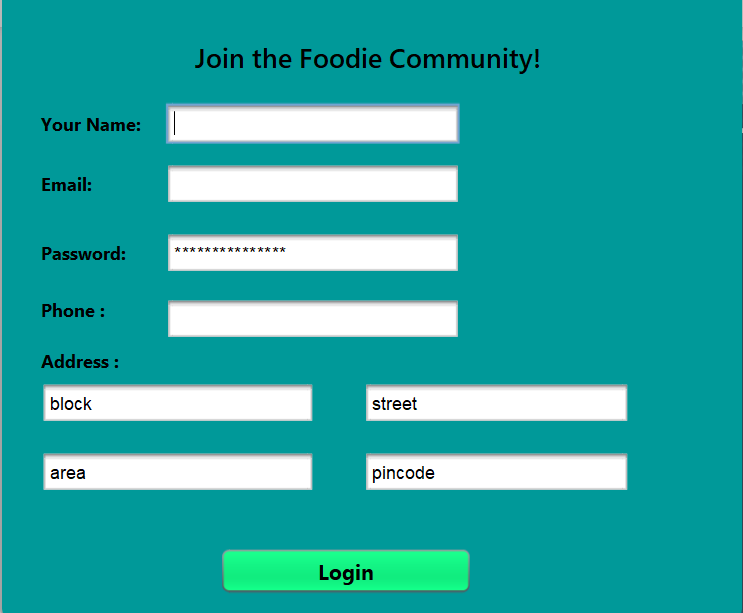 Join the Foodie Community!
Your Name:
Email:
Password: ***************
Phone :
Address :
block street
area pincode
Login